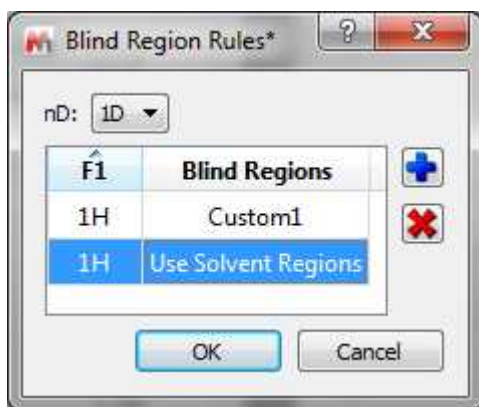 Blind Region Rules*
nD: 1D
F1 Blind Regions
1H Custom1
1H Use Solvent Regions
OK Cancel